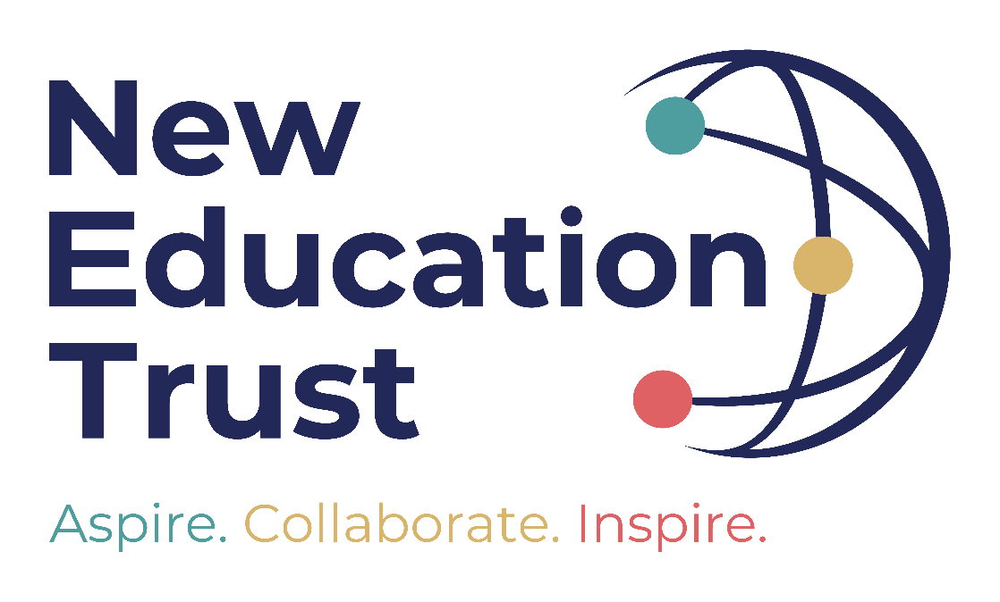 New
Education
Trust
Aspire. Collaborate. Inspire.